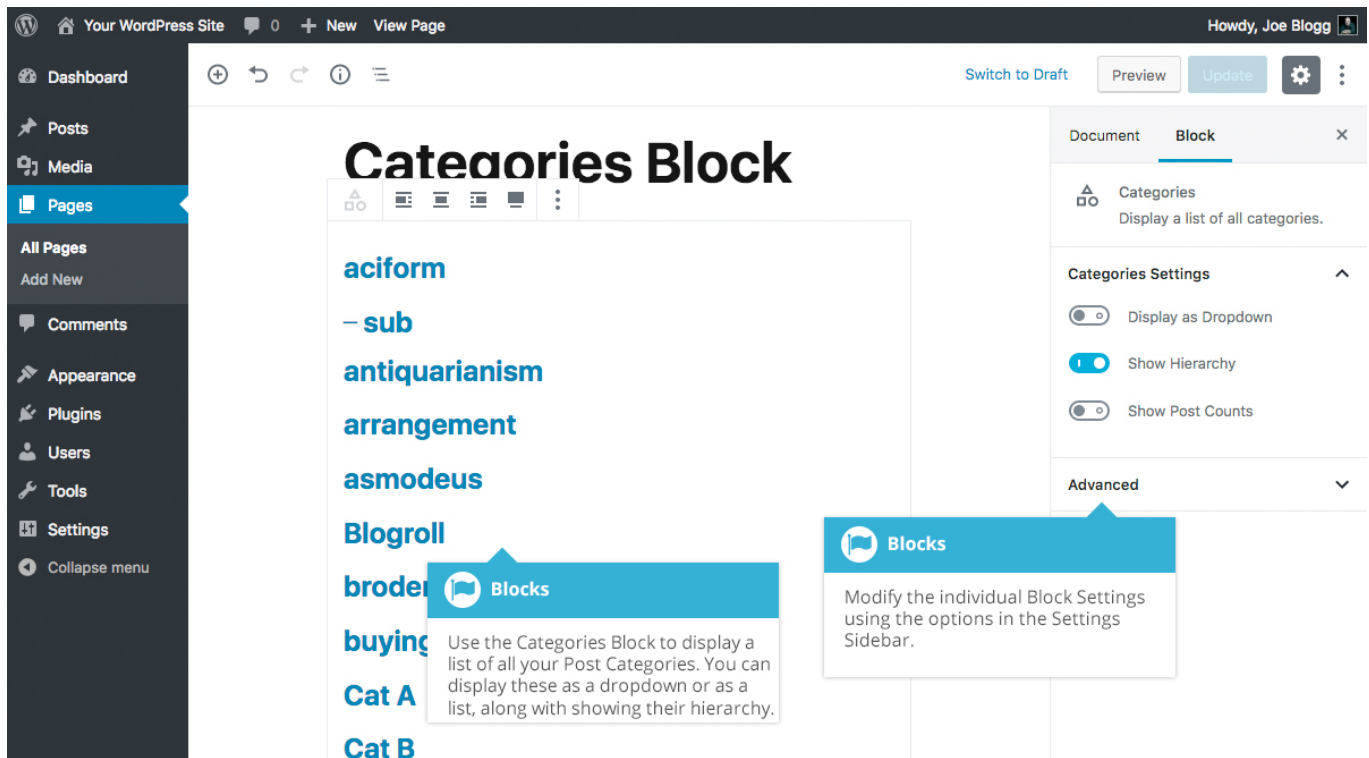 Your WordPress Site 0 New View Page Howdy, Joe Blogg
Dashboard
Posts
Media
Pages
All Pages
Add New
Comments
Appearance
Plugins
Users
Tools
Settings
Collapse menu
Switch to Draft Preview Update
Categories Block
aciform
– sub
antiquarianism
arrangement
asmodeus
Blogroll
buying
Cat A
Cat B
Blocks
Use the Categories Block to display a
list of all your Post Categories. You can
display these as a dropdown or as a
list, along with showing their hierarchy.
Document Block
Categories
Display a list of all categories.
Categories Settings
Display as Dropdown
Show Hierarchy
Show Post Counts
Advanced
Blocks
Modify the individual Block Settings
using the options in the Settings
Sidebar.